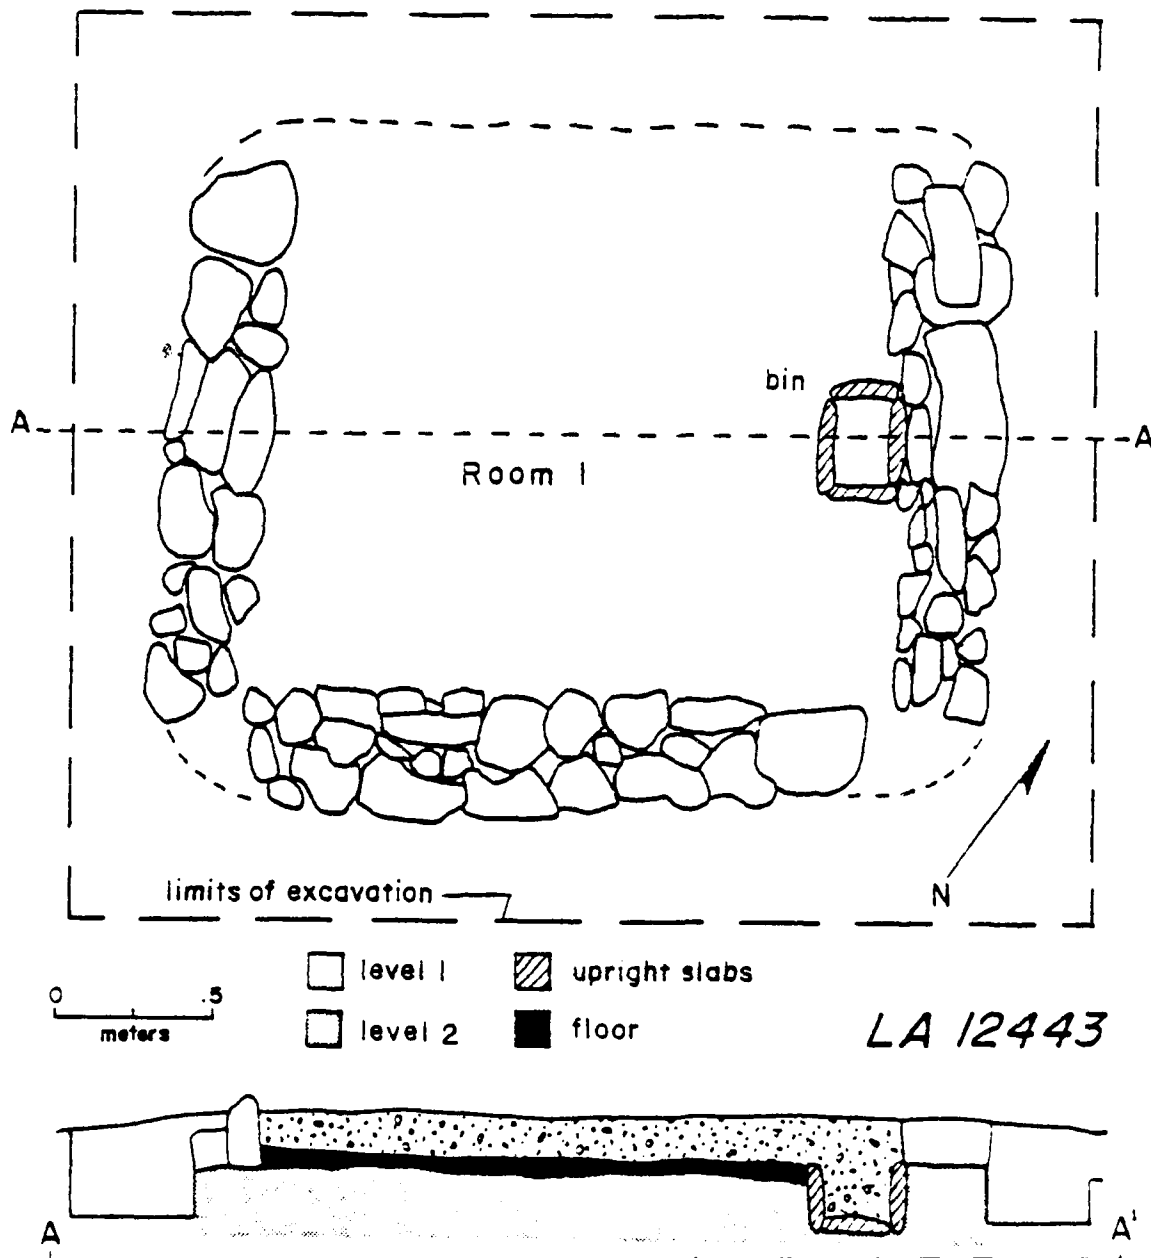 bin
A A
Room 1
N
limits of excavation
level 1 upright slabs
0 .5
meters
level 2 floor
LA 12443
A A'